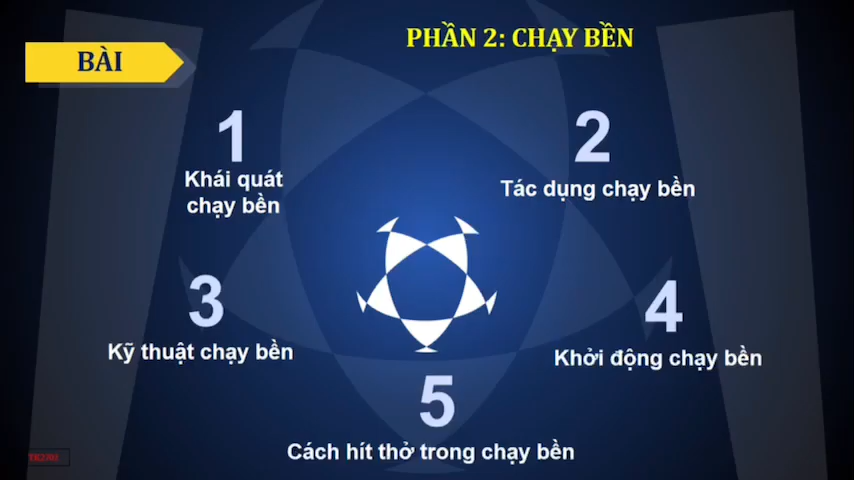 BÀI
PHẦN 2: CHẠY BỀN
1
Khái quát
chạy bền
2
Tác dụng chạy bền
3
Kỹ thuật chạy bền
4
Khởi động chạy bền
5
Cách hít thở trong chạy bền